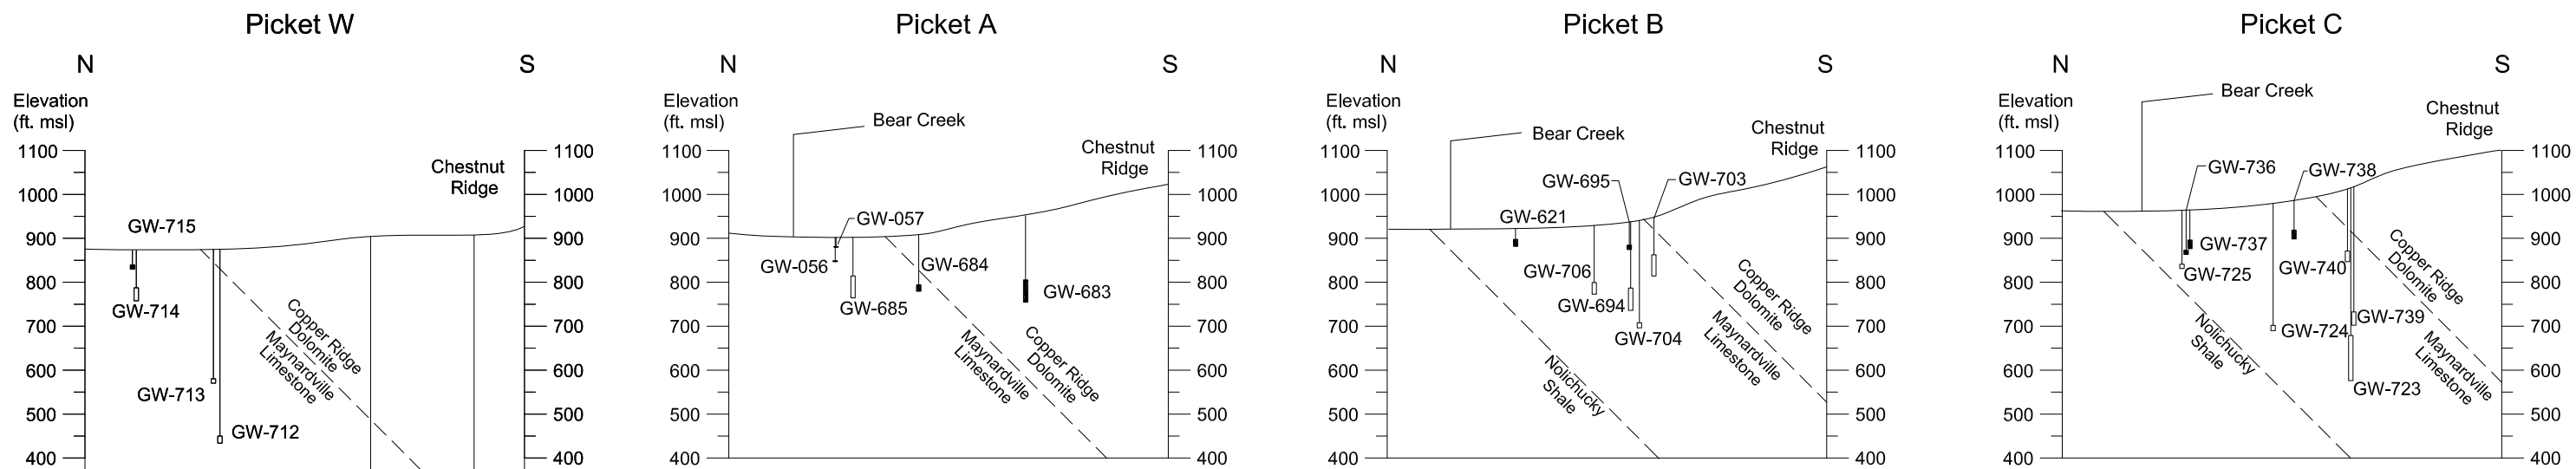 Picket W
N
S
Elevation
(ft. msl)
1100
1000
900
800
700
600
500
400
1100
1000
900
800
700
600
500
400
Chestnut
Ridge
GW-715
GW-714
GW-713
GW-712
Copper Ridge
Dolomite
Maynardville
Limestone
Picket A
N
S
Elevation
(ft. msl)
1100
1000
900
800
700
600
500
400
1100
1000
900
800
700
600
500
400
Bear Creek
Chestnut
Ridge
GW-057
GW-056
GW-684
GW-685
GW-683
Copper Ridge
Dolomite
Maynardville
Limestone
Picket B
N
S
Elevation
(ft. msl)
1100
1000
900
800
700
600
500
400
1100
1000
900
800
700
600
500
400
Bear Creek
Chestnut
Ridge
GW-695
GW-703
GW-621
GW-706
GW-694
GW-704
Copper Ridge
Dolomite
Maynardville
Limestone
Nolichucky
Shale
Picket C
N
S
Elevation
(ft. msl)
1100
1000
900
800
700
600
500
400
1100
1000
900
800
700
600
500
400
Bear Creek
Chestnut
Ridge
GW-736
GW-738
GW-737
GW-725
GW-740
GW-739
GW-724
GW-723
Copper Ridge
Dolomite
Maynardville
Limestone
Nolichucky
Shale